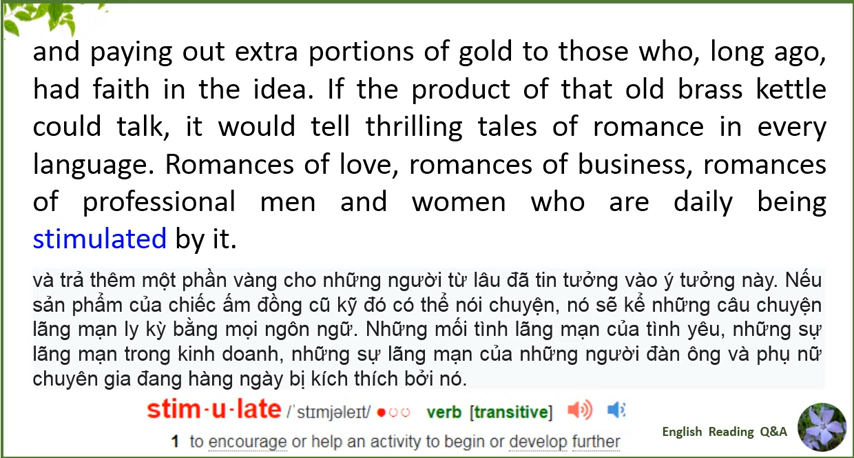 and paying out extra portions of gold to those who, long ago,
had faith in the idea. If the product of that old brass kettle
could talk, it would tell thrilling tales of romance in every
language. Romances of love, romances of business, romances
of professional men and women who are daily being
stimulated by it.
và trả thêm một phần vàng cho những người từ lâu đã tin tưởng vào ý tưởng này. Nếu
sản phẩm của chiếc ấm đồng cũ kỹ đó có thể nói chuyện, nó sẽ kể những câu chuyện
lãng mạn ly kỳ bằng mọi ngôn ngữ. Những mối tình lãng mạn của tình yêu, những sự
lãng mạn trong kinh doanh, những sự lãng mạn của những người đàn ông và phụ nữ
chuyên gia đang hàng ngày bị kích thích bởi nó.
stim·u·late /ˈstɪmjəleɪt/ ●○○ verb [transitive]
1 to encourage or help an activity to begin or develop further
English Reading Q&A